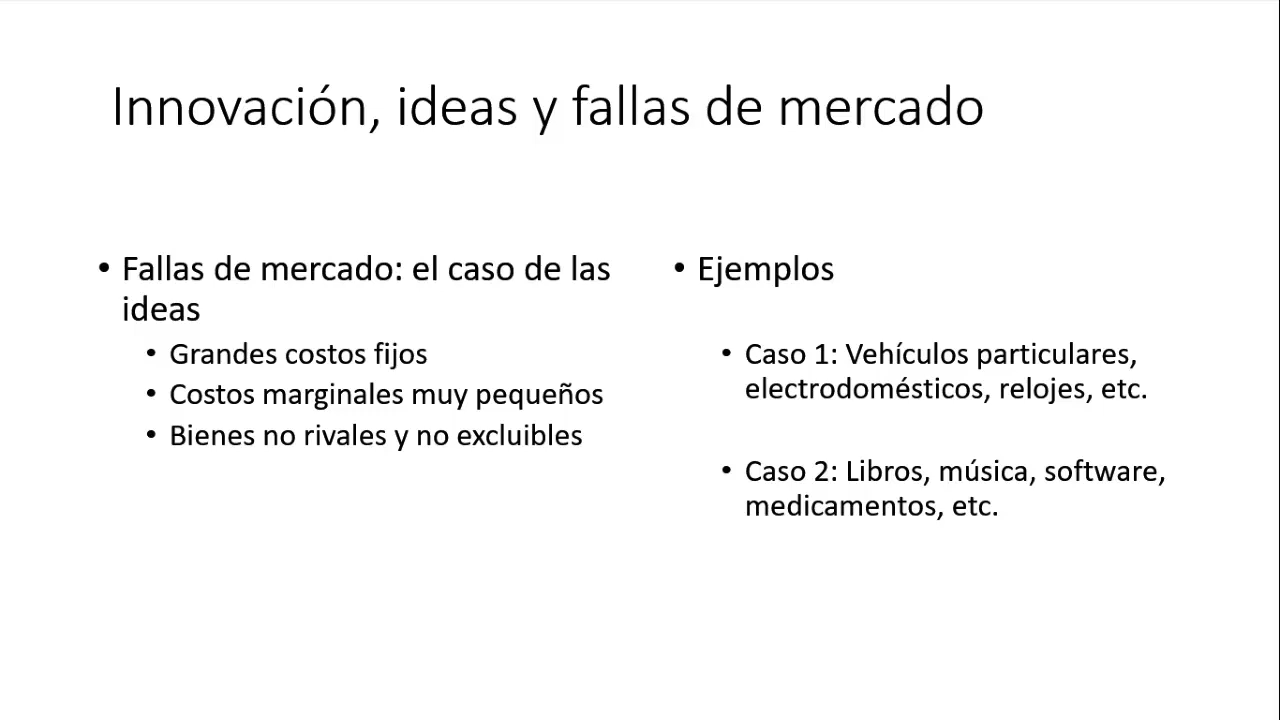 Innovación, ideas y fallas de mercado
• Fallas de mercado: el caso de las
ideas
• Grandes costos fijos
• Costos marginales muy pequeños
• Bienes no rivales y no excluibles
• Ejemplos
• Caso 1: Vehículos particulares,
electrodomésticos, relojes, etc.
• Caso 2: Libros, música, software,
medicamentos, etc.